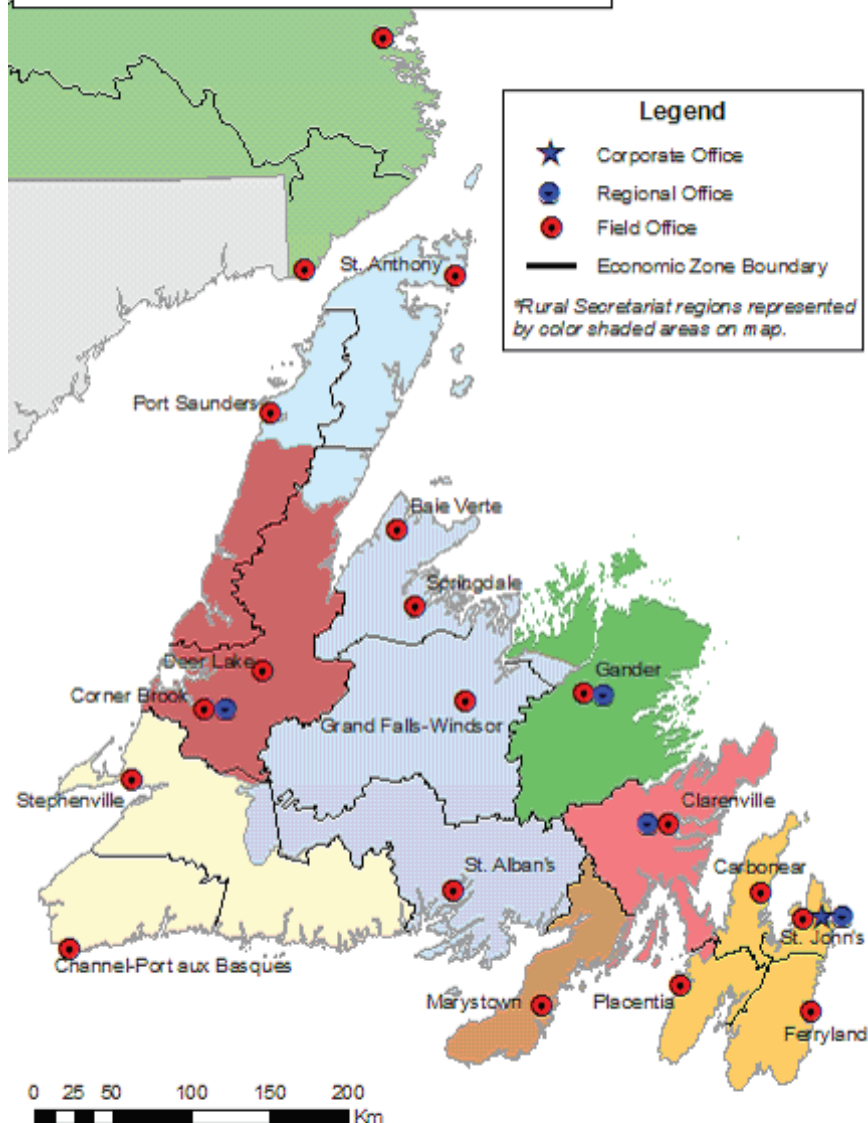 Legend
Corporate Office
Regional Office
Field Office
Economic Zone Boundary
*Rural Secretariat regions represented
by color shaded areas on map.
St. Anthony
Port Saunders
Baie Verte
Springdale
Deer Lake
Gander
Corner Brook
Grand Falls-Windsor
Stephenville
Clarenville
St. Alban's
Carbonear
St. John's
Channel-Port aux Basques
Marystown
Placentia
Ferryland
0 25 50 100 150 200
Km